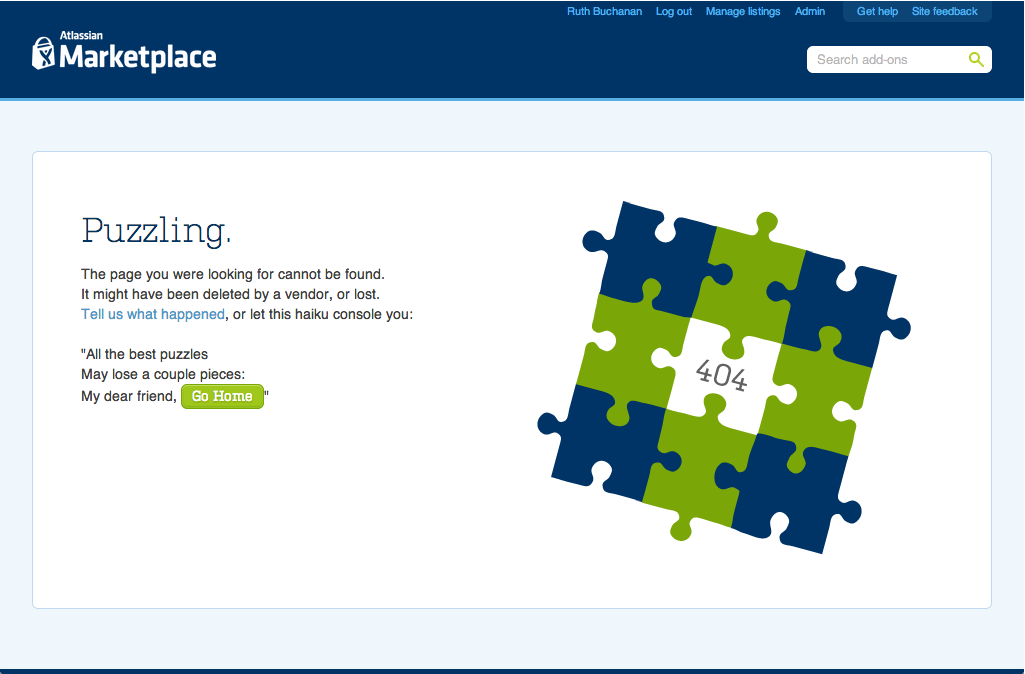 Ruth Buchanan Log out Manage listings Admin Get help Site feedback
Atlassian
Marketplace
Search add-ons
Puzzling.
The page you were looking for cannot be found.
It might have been deleted by a vendor, or lost.
Tell us what happened, or let this haiku console you:
"All the best puzzles
May lose a couple pieces:
My dear friend, Go Home"
404